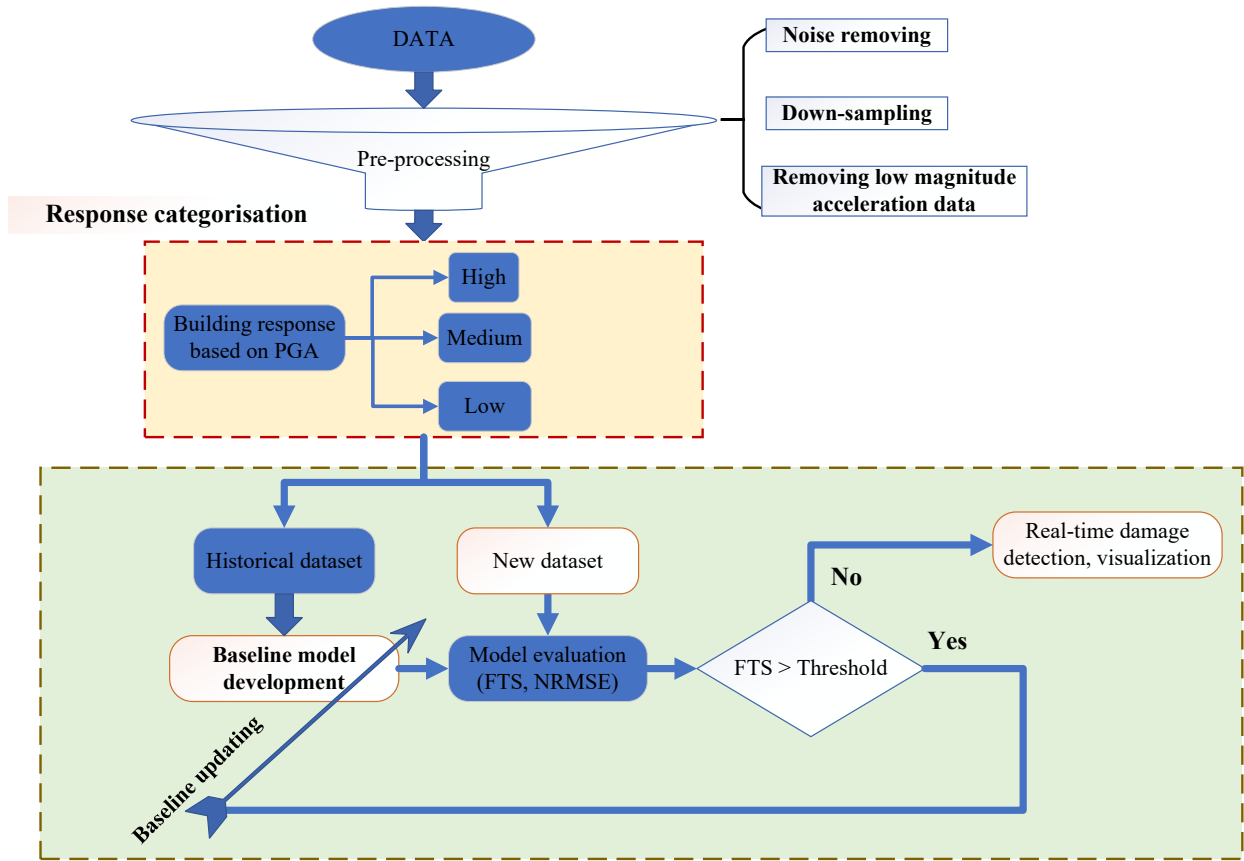 DATA
Noise removing
Down-sampling
Pre-processing
Removing low magnitude
acceleration data
Response categorisation
High
Building response
based on PGA
Medium
Low
Historical dataset
New dataset
Real-time damage
detection, visualization
No
Yes
Baseline model
development
Model evaluation
(FTS, NRMSE)
FTS > Threshold
Baseline updating